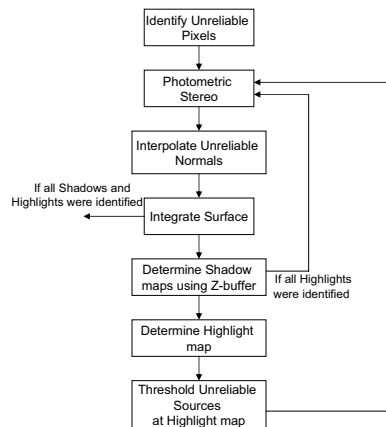 Identify Unreliable
Pixels
Photometric
Stereo
Interpolate Unreliable
Normals
If all Shadows and
Highlights were identified
Integrate Surface
Determine Shadow
maps using Z-buffer
If all Highlights
were identified
Determine Highlight
map
Threshold Unreliable
Sources
at Highlight map